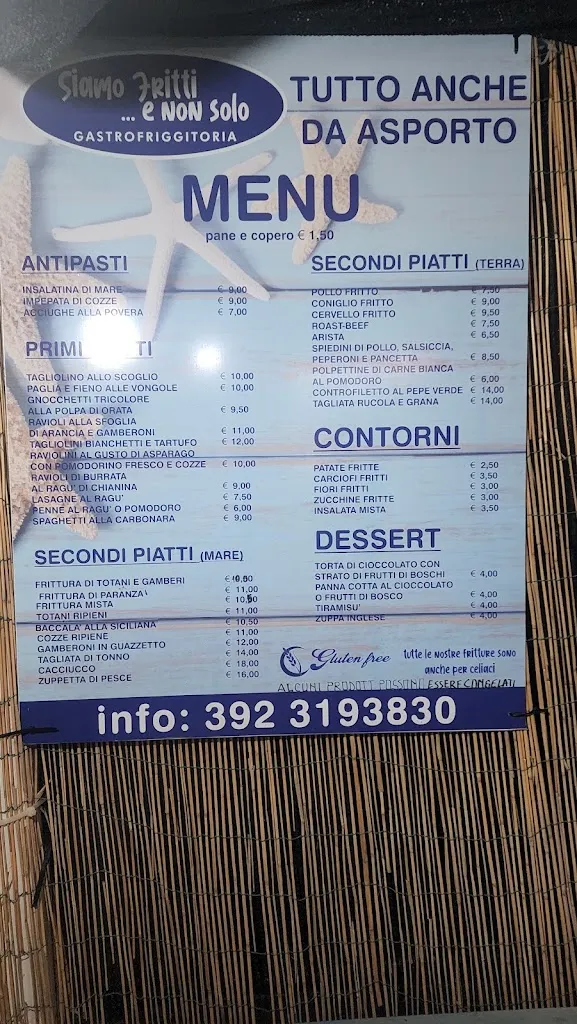 Siamo Fritti
... e NON Solo
GASTROFRIGGITORIA
TUTTO ANCHE
DA ASPORTO
MENU
pane e copero € 1,50
ANTIPASTI
INSALATINA DI MARE € 9,00
IMPEPATA DI COZZE € 9,00
ACCIUGHE ALLA POVERA € 7,00
PRIMI PIATTI
TAGLIOLINO ALLO SCOGLIO € 10,00
PAGLIA E FIENO ALLE VONGOLE € 10,00
GNOCCHETTI TRICOLORE
ALLA POLPA DI ORATA € 9,50
RAVIOLI ALLA SFOGLIA
DI ARANCIA E GAMBERONI € 11,00
TAGLIOLINI BIANCHETTI E TARTUFO € 12,00
RAVIOLINI AL GUSTO DI ASPARAGO
CON POMODORINO FRESCO E COZZE € 10,00
RAVIOLI DI BURRATA
AL RAGU' DI CHIANINA € 9,00
LASAGNE AL RAGU' € 7,50
PENNE AL RAGU' O POMODORO € 6,00
SPAGHETTI ALLA CARBONARA € 9,00
SECONDI PIATTI (MARE)
FRITTURA DI TOTANI E GAMBERI €
FRITTURA DI PARANZA € 11,00
FRITTURA MISTA €
TOTANI RIPIENI € 11,00
BACCALA' ALLA SICILIANA € 10,50
COZZE RIPIENE € 11,00
GAMBERONI IN GUAZZETTO € 12,00
TAGLIATA DI TONNO € 14,00
CACCIUCCO € 18,00
ZUPPETTA DI PESCE € 16,00
SECONDI PIATTI (TERRA)
POLLO FRITTO € 7,50
CONIGLIO FRITTO € 9,00
CERVELLO FRITTO € 9,50
ROAST-BEEF € 7,50
ARISTA € 6,50
SPIEDINI DI POLLO, SALSICCIA,
PEPERONI E PANCETTA € 8,50
POLPETTINE DI CARNE BIANCA
AL POMODORO € 6,00
CONTROFILETTO AL PEPE VERDE € 14,00
TAGLIATA RUCOLA E GRANA € 14,00
CONTORNI
PATATE FRITTE € 2,50
CARCIOFI FRITTI € 3,50
FIORI FRITTI € 3,00
ZUCCHINE FRITTE € 3,00
INSALATA MISTA € 3,50
DESSERT
TORTA DI CIOCCOLATO CON
STRATO DI FRUTTI DI BOSCHI € 4,00
PANNA COTTA AL CIOCCOLATO
O FRUTTI DI BOSCO € 4,00
TIRAMISU' € 4,00
ZUPPA INGLESE € 4,00
Gluten free
tutte le nostre fritture sono
anche per celiaci
ALCUNI PRODOTTI POSSONO ESSERE CONGELATI
info: 392 3193830